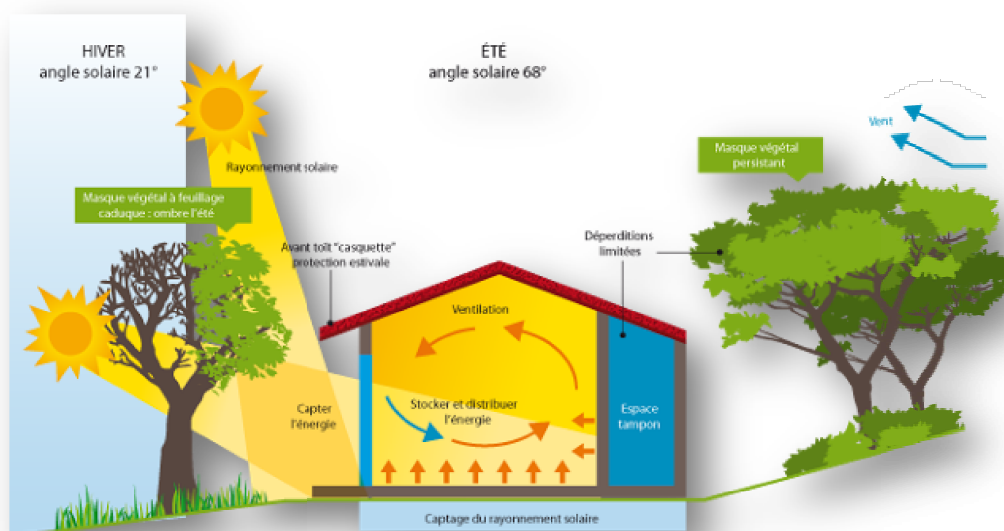 HIVER
angle solaire 21°
ÉTÉ
angle solaire 68°
Vent
Masque végétal
persistant
Rayonnement solaire
Masque végétal à feuillage
caduque : ombre l'été
Avant toît "casquette"
protection estivale
Déperditions
limitées
Ventilation
Capter
l'énergie
Stocker et distribuer
l'énergie
Espace
tampon
Captage du rayonnement solaire